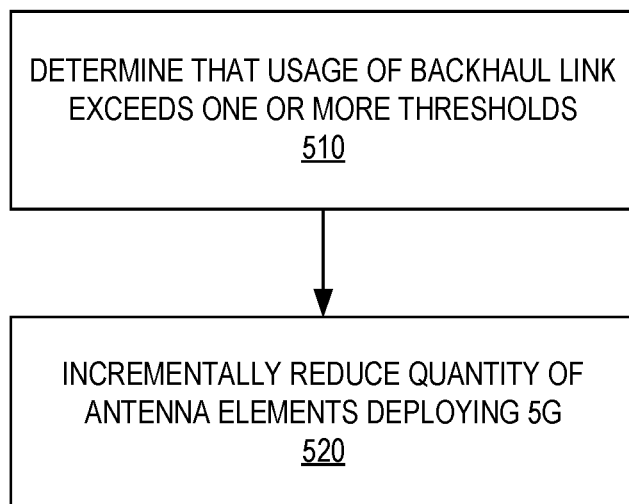 DETERMINE THAT USAGE OF BACKHAUL LINK
EXCEEDS ONE OR MORE THRESHOLDS
510
INCREMENTALLY REDUCE QUANTITY OF
ANTENNA ELEMENTS DEPLOYING 5G
520